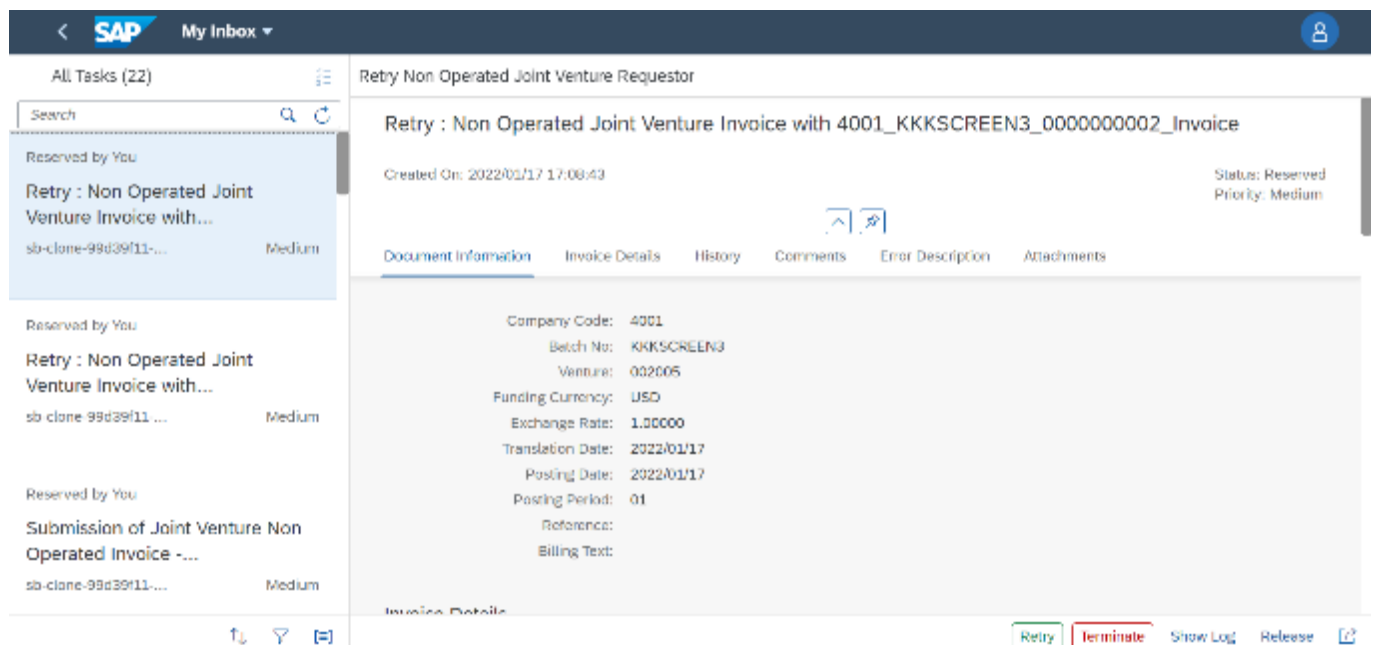 SAP My Inbox
All Tasks (22)
Search
Reserved by You
Retry : Non Operated Joint
Venture Invoice with...
sb-clone-99d39f11-... Medium
Reserved by You
Retry : Non Operated Joint
Venture Invoice with...
sb-clone-99d39f11-... Medium
Reserved by You
Submission of Joint Venture Non
Operated Invoice -...
sb-clone-99d39f11-... Medium
Retry Non Operated Joint Venture Requestor
Retry : Non Operated Joint Venture Invoice with 4001_KKKSCREEN3_0000000002_Invoice
Created On: 2022/01/17 17:08:43
Status: Reserved
Priority: Medium
Document Information Invoice Details History Comments Error Description Attachments
Company Code: 4001
Batch No: KKKSCREEN3
Venture: 002005
Funding Currency: USD
Exchange Rate: 1.00000
Translation Date: 2022/01/17
Posting Date: 2022/01/17
Posting Period: 01
Reference:
Billing Text:
Invoice Details
Retry Terminate Show Log Release